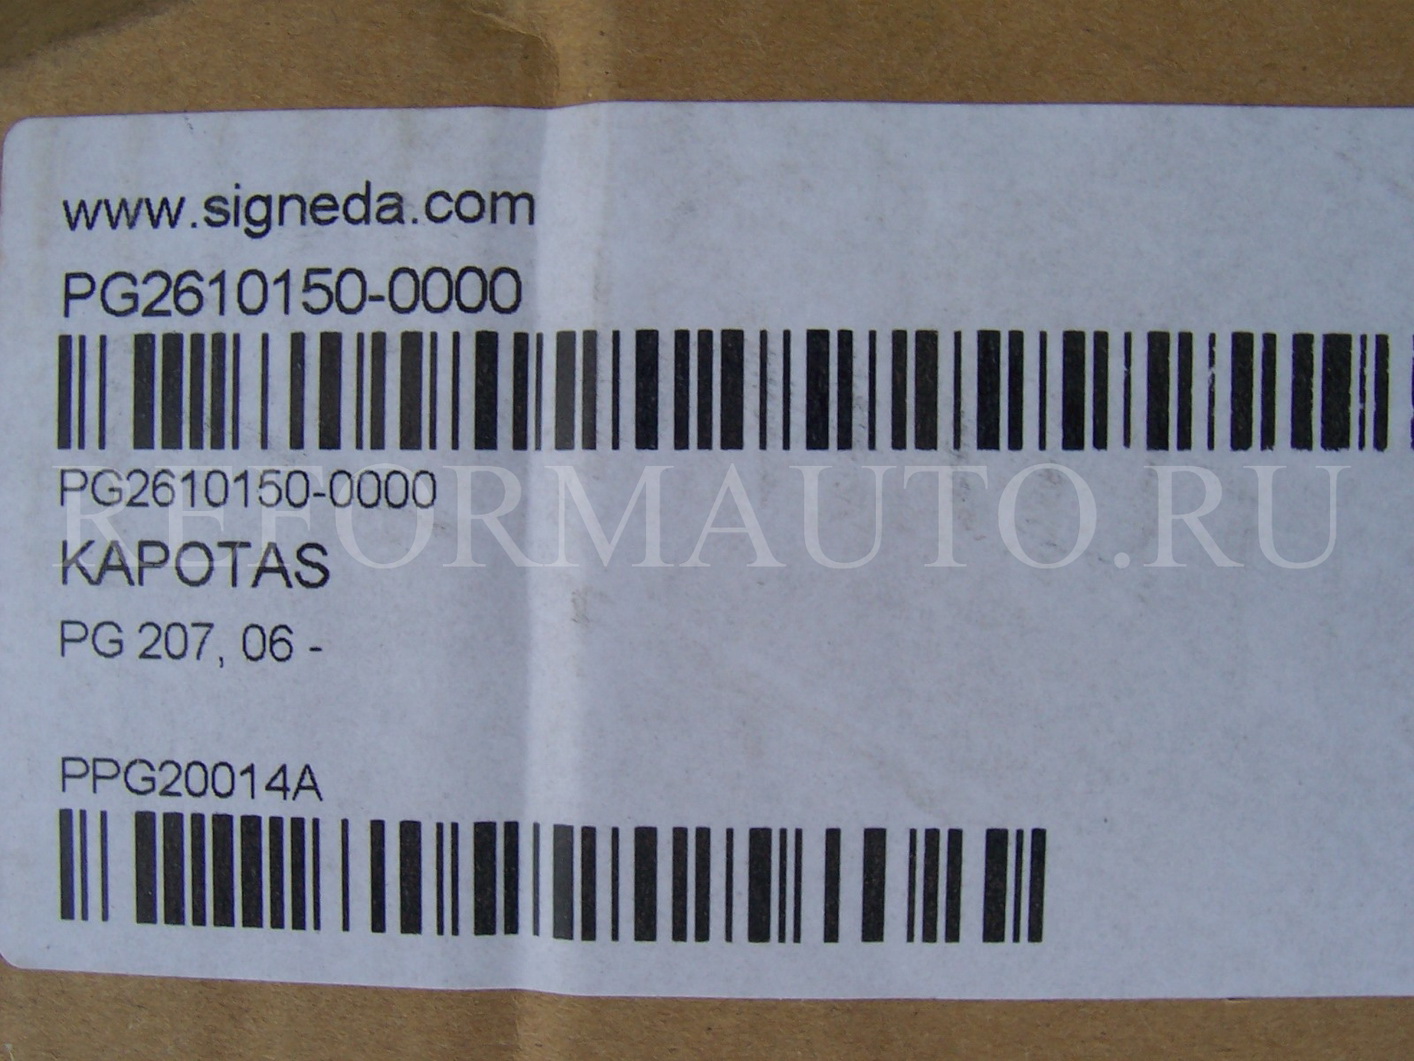 www.signeda.com
PG2610150-0000
PG2610150-0000
REFORMAUTO.RU
KAPOTAS
PG 207, 06 -
PPG20014A